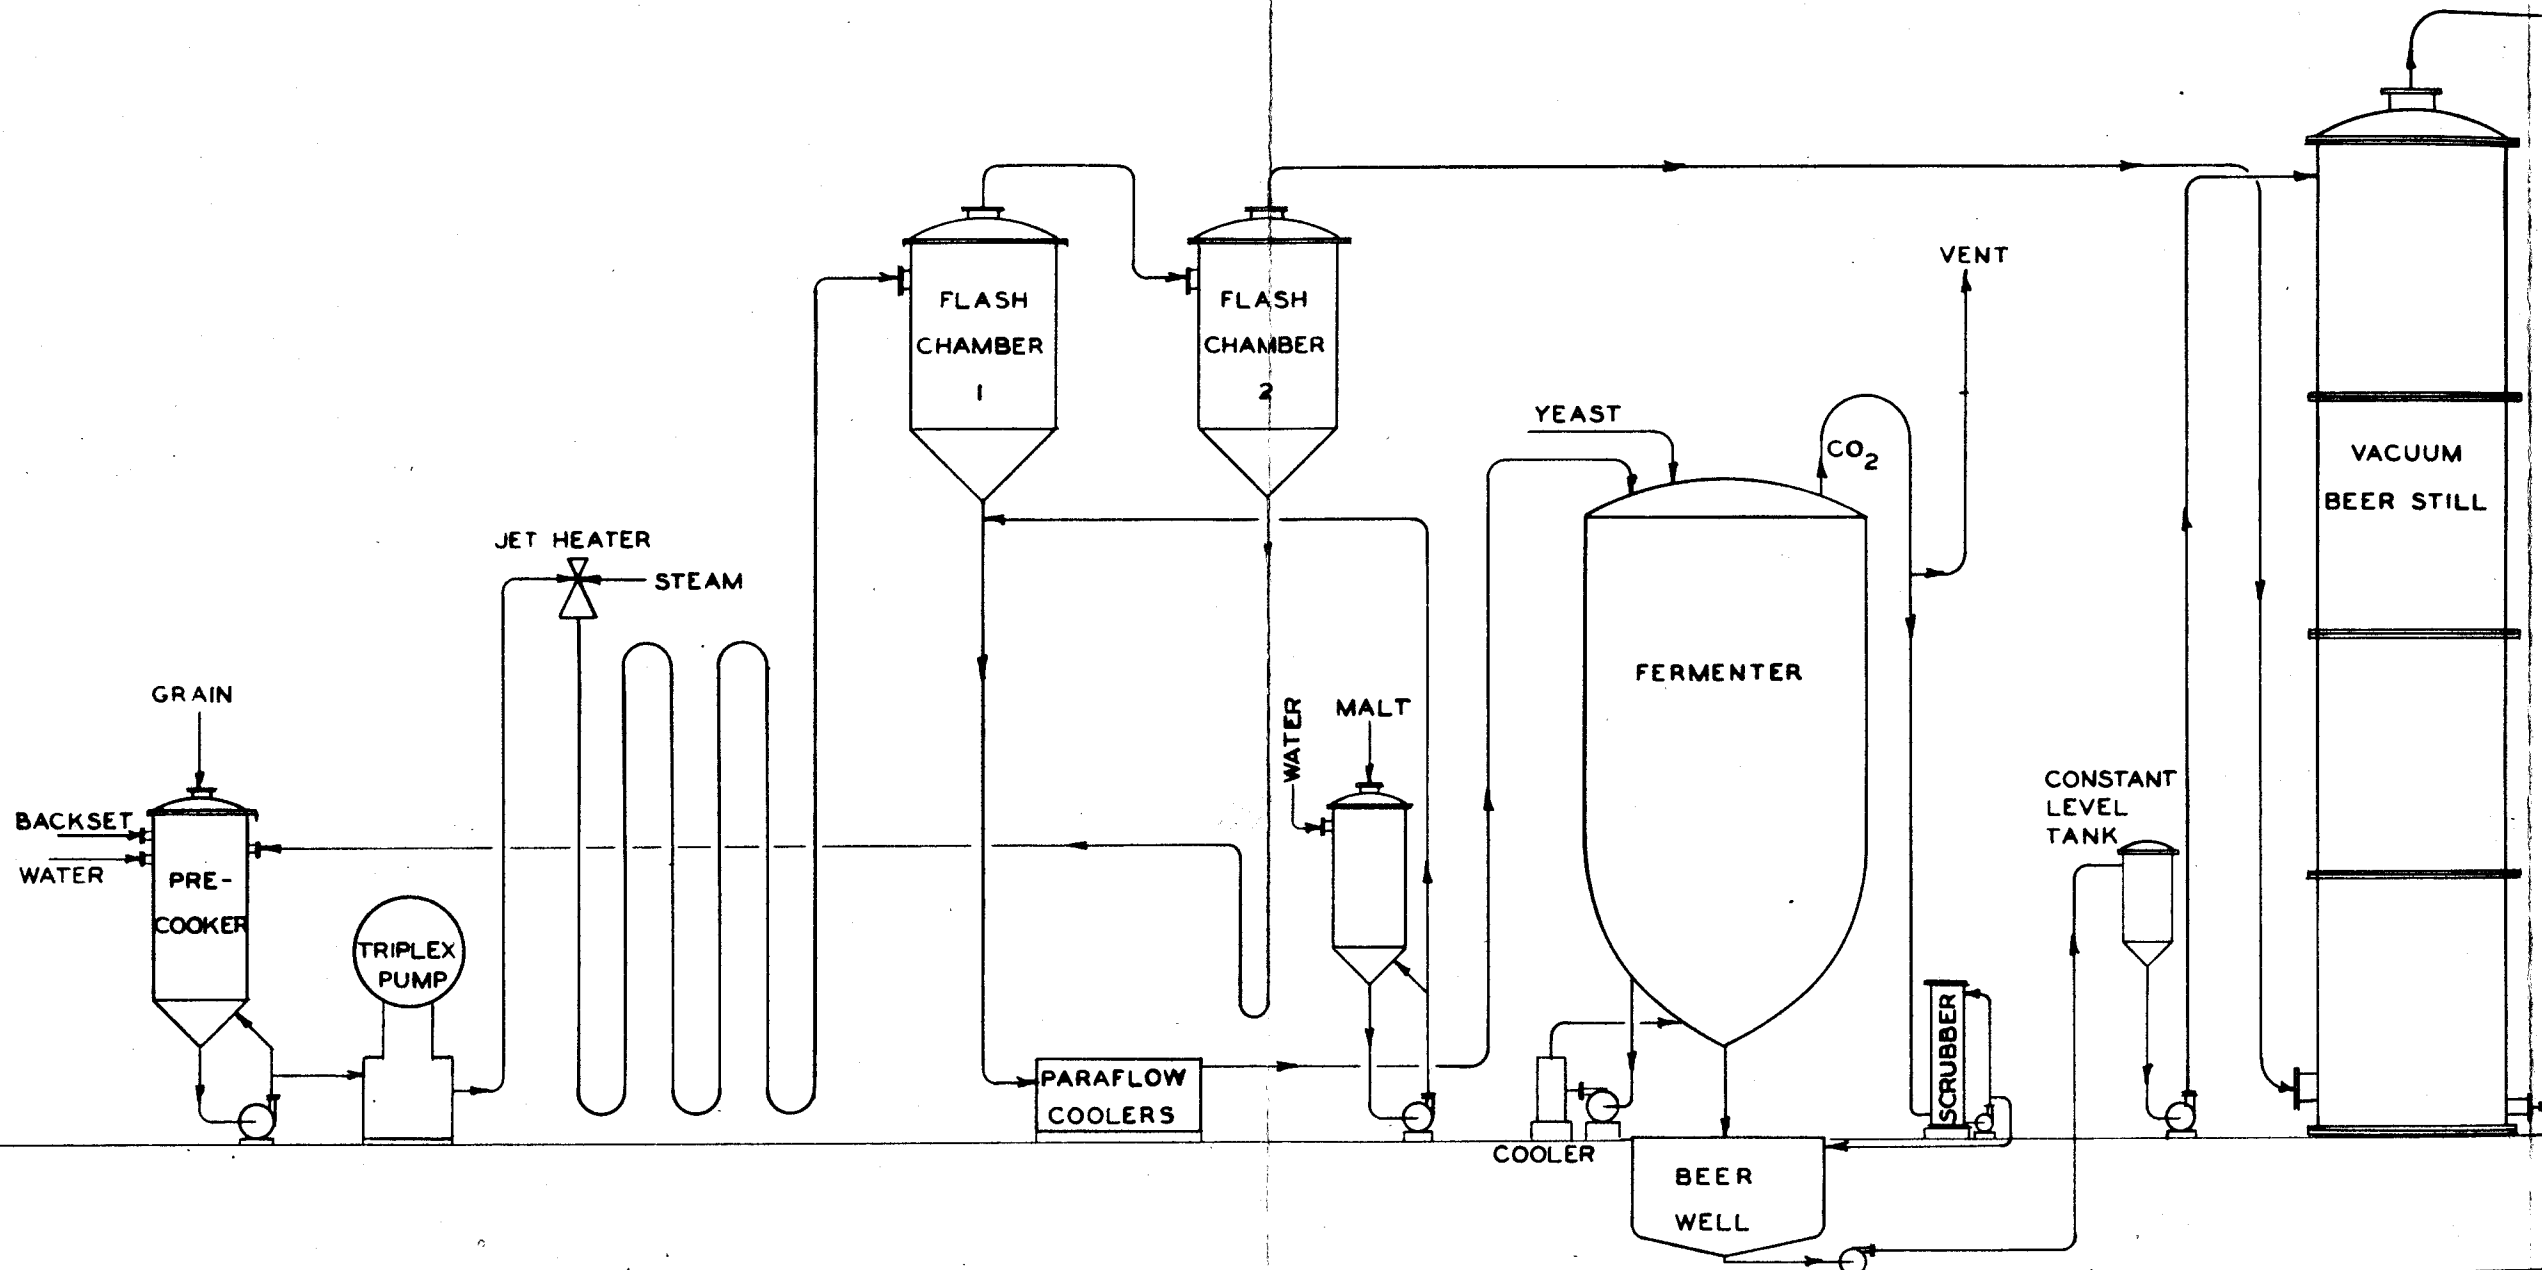 VENT
FLASH
CHAMBER
1
FLASH
CHAMBER
2
YEAST
CO2
VACUUM
BEER STILL
JET HEATER
STEAM
FERMENTER
GRAIN
WATER
MALT
BACKSET
WATER
PRE-
COOKER
CONSTANT
LEVEL
TANK
TRIPLEX
PUMP
PARAFLOW
COOLERS
SCRUBBER
COOLER
BEER
WELL